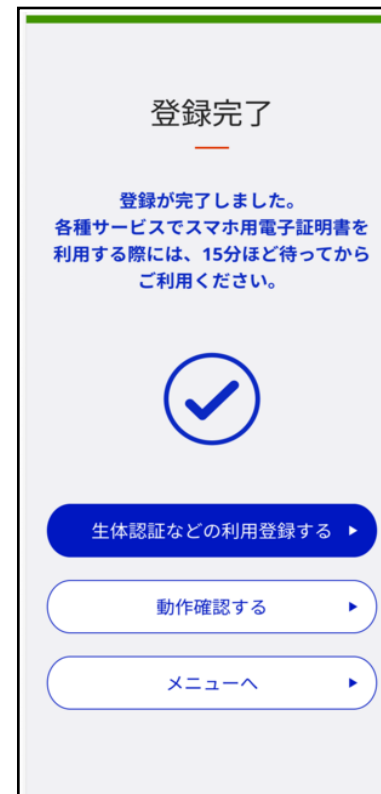 登録完了
登録が完了しました。
各種サービスでスマホ用電子証明書を
利用する際には、15分ほど待ってから
ご利用ください。
生体認証などの利用登録する
動作確認する
メニューへ